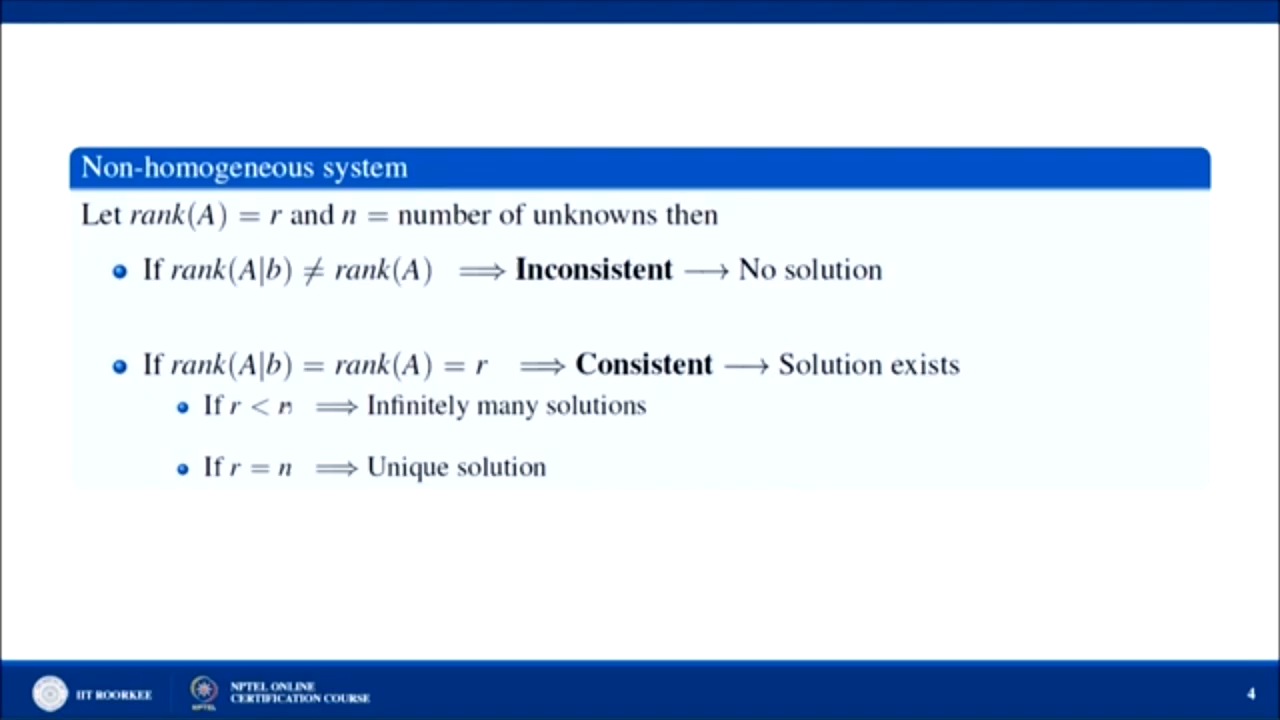 Non-homogeneous system
Let rank(A) = r and n = number of unknowns then
If rank(A|b) ≠ rank(A) ⟹ Inconsistent ⟶ No solution
If rank(A|b) = rank(A) = r ⟹ Consistent ⟶ Solution exists
If r < n ⟹ Infinitely many solutions
If r = n ⟹ Unique solution
IIT ROORKEE
NPTEL
NPTEL ONLINE
CERTIFICATION COURSE
4